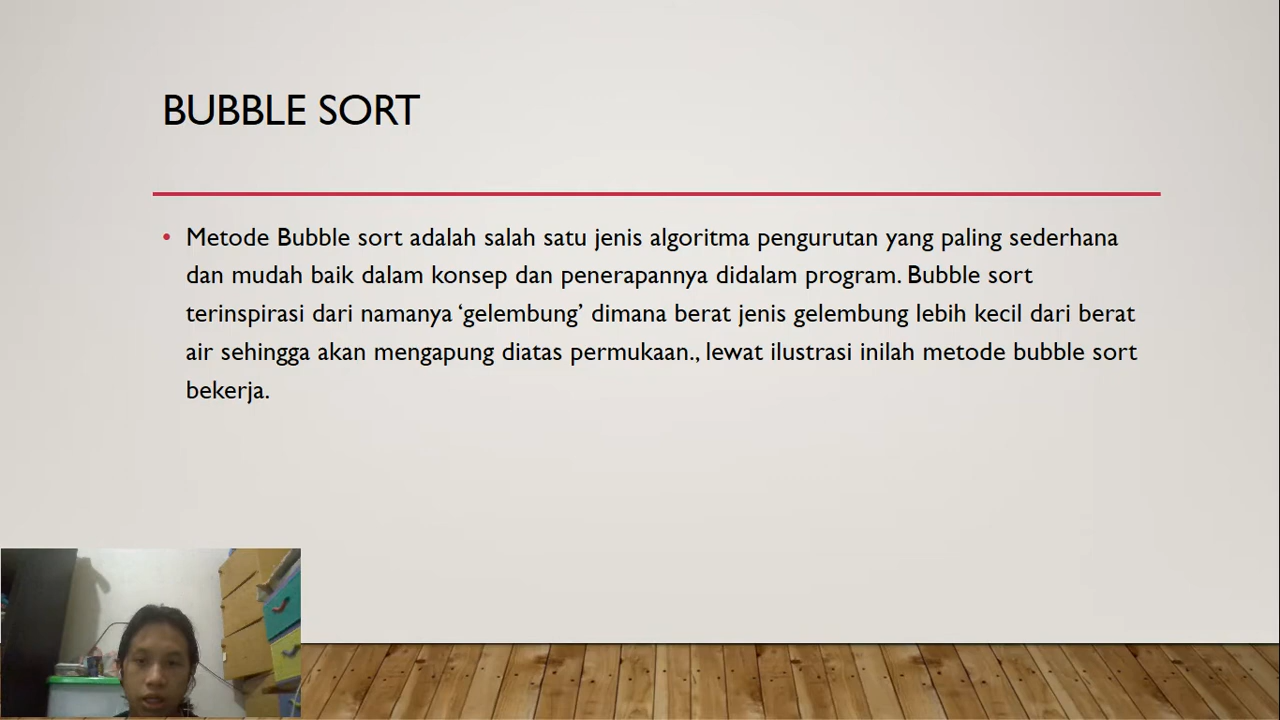 BUBBLE SORT
• Metode Bubble sort adalah salah satu jenis algoritma pengurutan yang paling sederhana
dan mudah baik dalam konsep dan penerapannya didalam program. Bubble sort
terinspirasi dari namanya ‘gelembung’ dimana berat jenis gelembung lebih kecil dari berat
air sehingga akan mengapung diatas permukaan., lewat ilustrasi inilah metode bubble sort
bekerja.